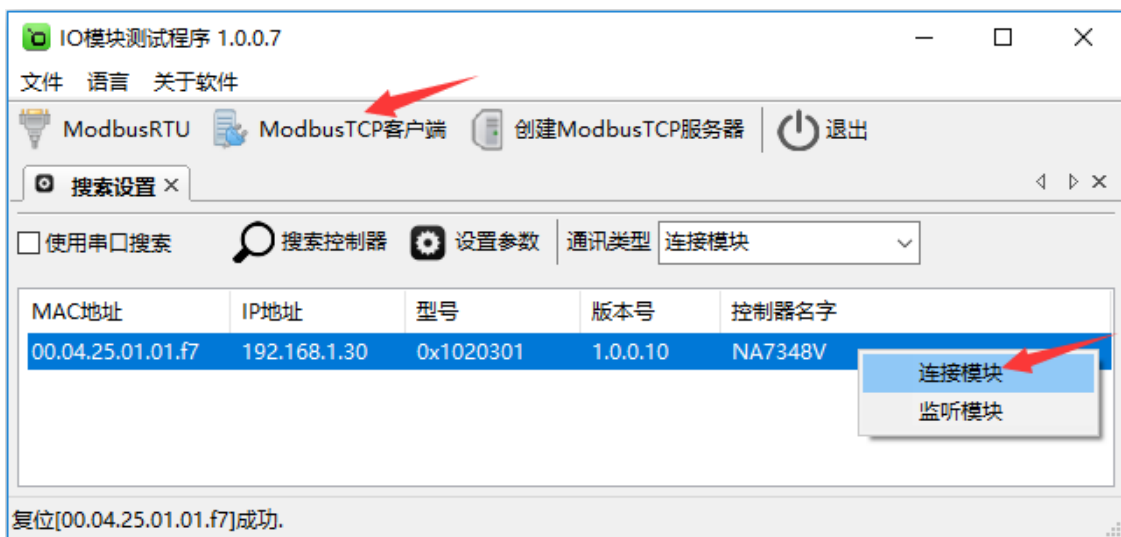 IO模块测试程序 1.0.0.7
文件 语言 关于软件
ModbusRTU ModbusTCP客户端 创建ModbusTCP服务器 退出
搜索设置
使用串口搜索 搜索控制器 设置参数 通讯类型 连接模块
MAC地址 IP地址 型号 版本号 控制器名字
00.04.25.01.01.f7 192.168.1.30 0x1020301 1.0.0.10 NA7348V
连接模块
监听模块
复位[00.04.25.01.01.f7]成功.